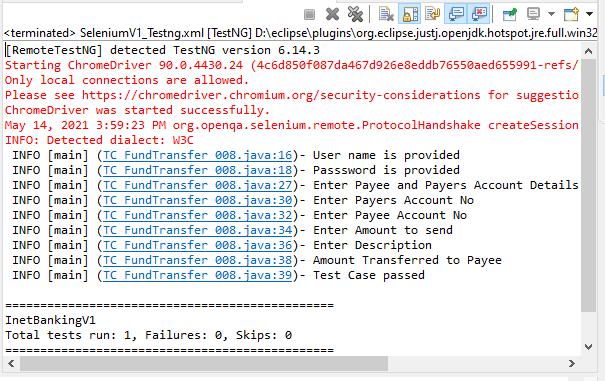 <terminated> SeleniumV1_Testng.xml [TestNG] D:\eclipse\plugins\org.eclipse.justj.openjdk.hotspot.jre.full.win32
[RemoteTestNG] detected TestNG version 6.14.3
Starting ChromeDriver 90.0.4430.24 (4c6d850f087da467d926e8eddb76550aed655991-refs/
Only local connections are allowed.
Please see https://chromedriver.chromium.org/security-considerations for suggestio
ChromeDriver was started successfully.
May 14, 2021 3:59:23 PM org.openqa.selenium.remote.ProtocolHandshake createSession
INFO: Detected dialect: W3C
INFO [main] (TC_FundTransfer_008.java:16)- User name is provided
INFO [main] (TC_FundTransfer_008.java:18)- Passsword is provided
INFO [main] (TC_FundTransfer_008.java:27)- Enter Payee and Payers Account Details
INFO [main] (TC_FundTransfer_008.java:30)- Enter Payers Account No
INFO [main] (TC_FundTransfer_008.java:32)- Enter Payee Account No
INFO [main] (TC_FundTransfer_008.java:34)- Enter Amount to send
INFO [main] (TC_FundTransfer_008.java:36)- Enter Description
INFO [main] (TC_FundTransfer_008.java:38)- Amount Transferred to Payee
INFO [main] (TC_FundTransfer_008.java:39)- Test Case passed
===============================================
InetBankingV1
Total tests run: 1, Failures: 0, Skips: 0
===============================================